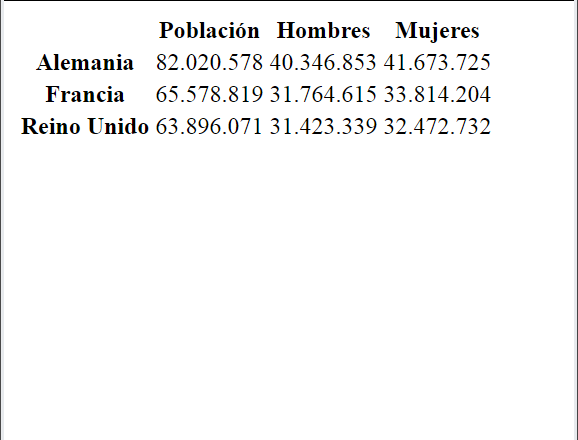 Población Hombres Mujeres
Alemania 82.020.578 40.346.853 41.673.725
Francia 65.578.819 31.764.615 33.814.204
Reino Unido 63.896.071 31.423.339 32.472.732